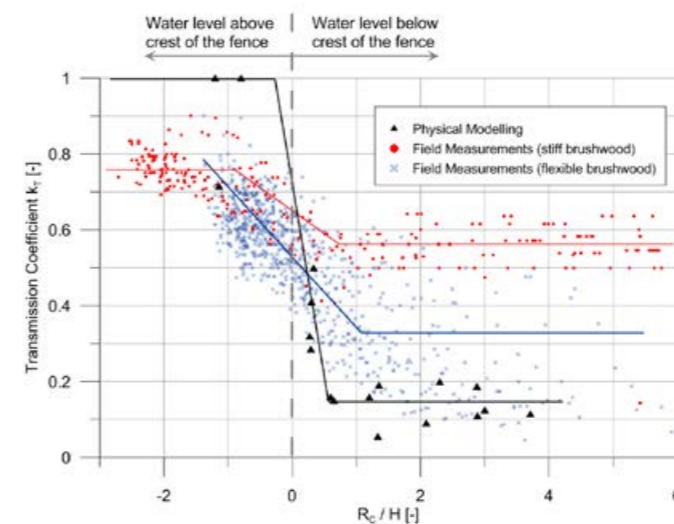 Water level above Water level below
crest of the fence crest of the fence
1
0.8
0.6
0.4
0.2
0
Transmission Coefficient kT [-]
Physical Modelling
Field Measurements (stiff brushwood)
Field Measurements (flexible brushwood)
-2 0 2 4 6
RC / H [-]